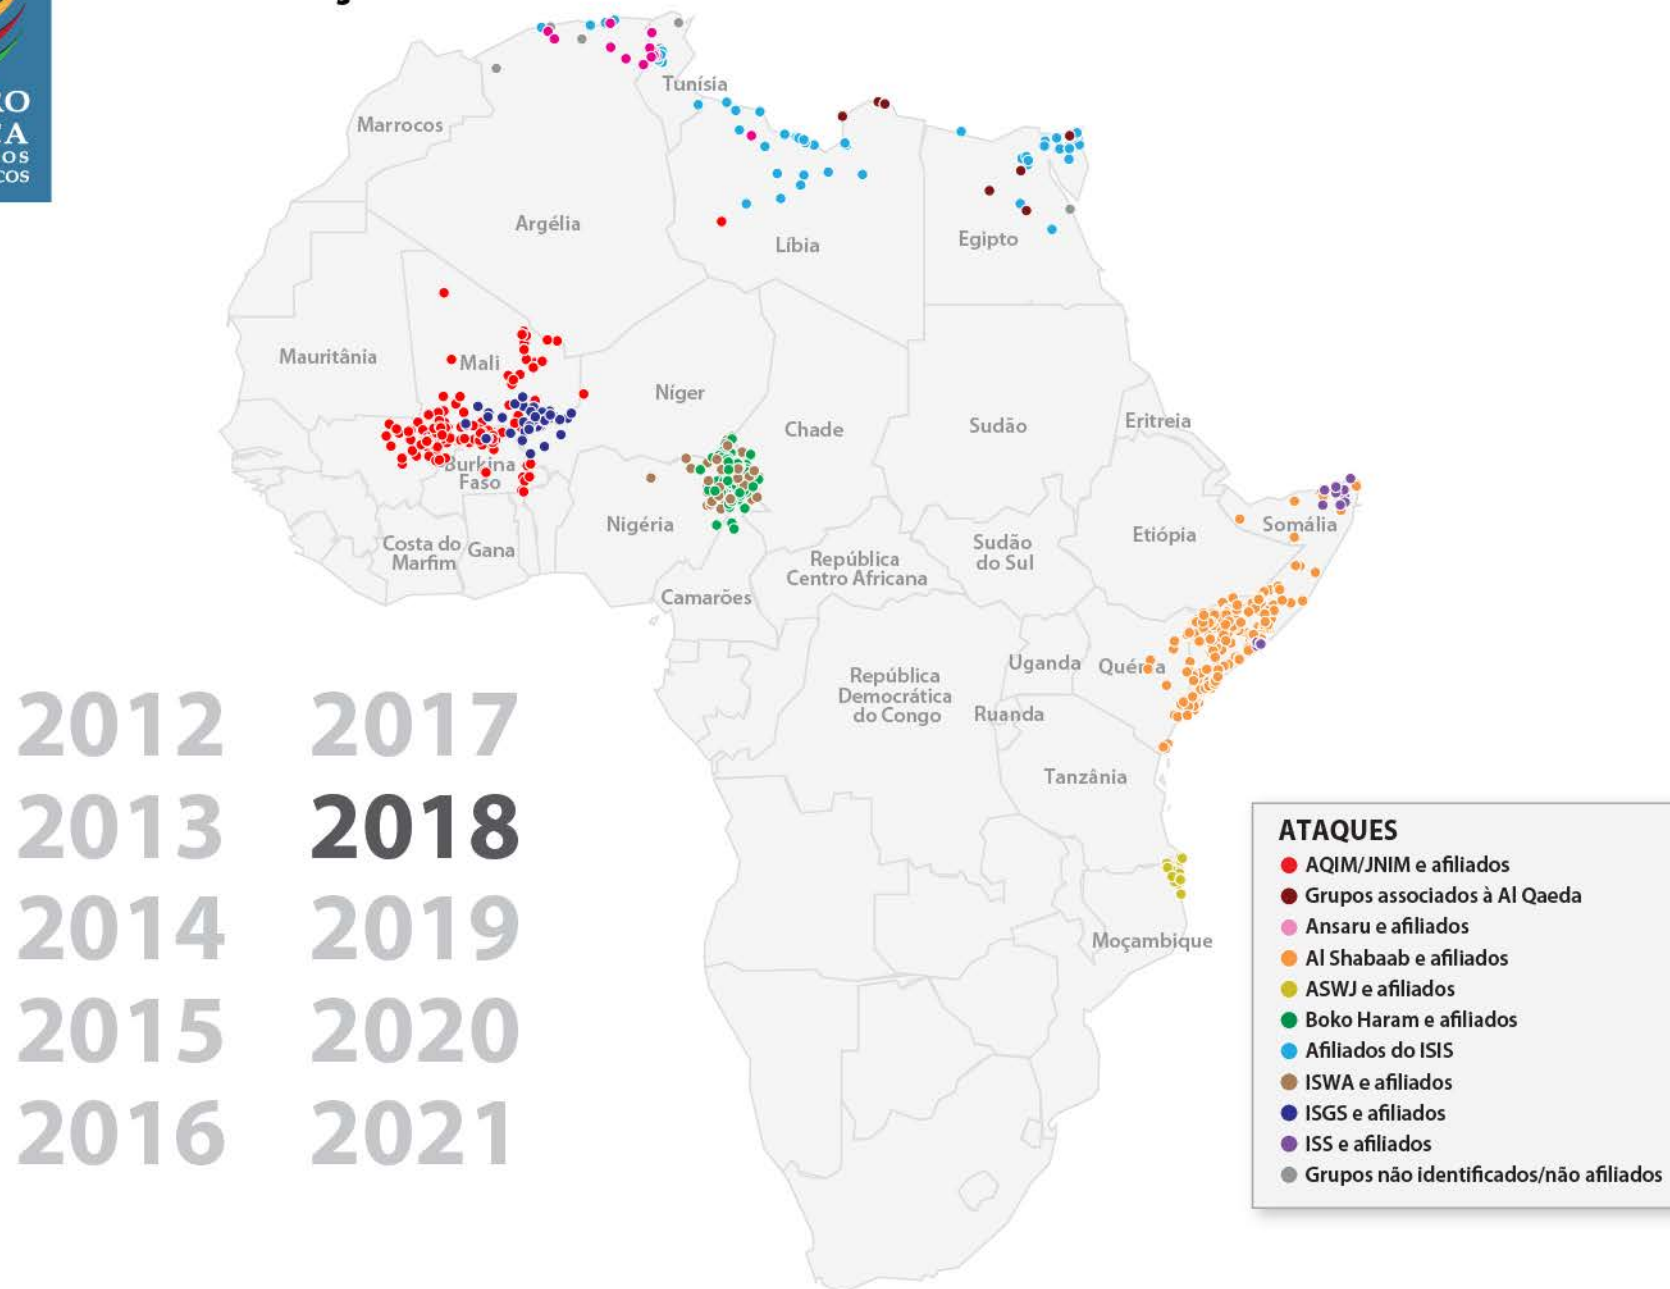 RO
CA
OS
COS
Tunísia
Marrocos
Argélia
Líbia
Egipto
Mauritânia
Mali
Níger
Chade
Sudão
Eritreia
Burkina
Faso
Nigéria
Costa do
Marfim
Gana
Camarões
República
Centro Africana
Sudão
do Sul
Etiópia
Somália
Uganda
República
Democrática
do Congo
Ruanda
Tanzânia
Moçambique
2012 2017
2013 2018
2014 2019
2015 2020
2016 2021
ATAQUES
AQIM/JNIM e afiliados
Grupos associados à Al Qaeda
Ansaru e afiliados
Al Shabaab e afiliados
ASWJ e afiliados
Boko Haram e afiliados
Afiliados do ISIS
ISWA e afiliados
ISGS e afiliados
ISS e afiliados
Grupos não identificados/não afiliados